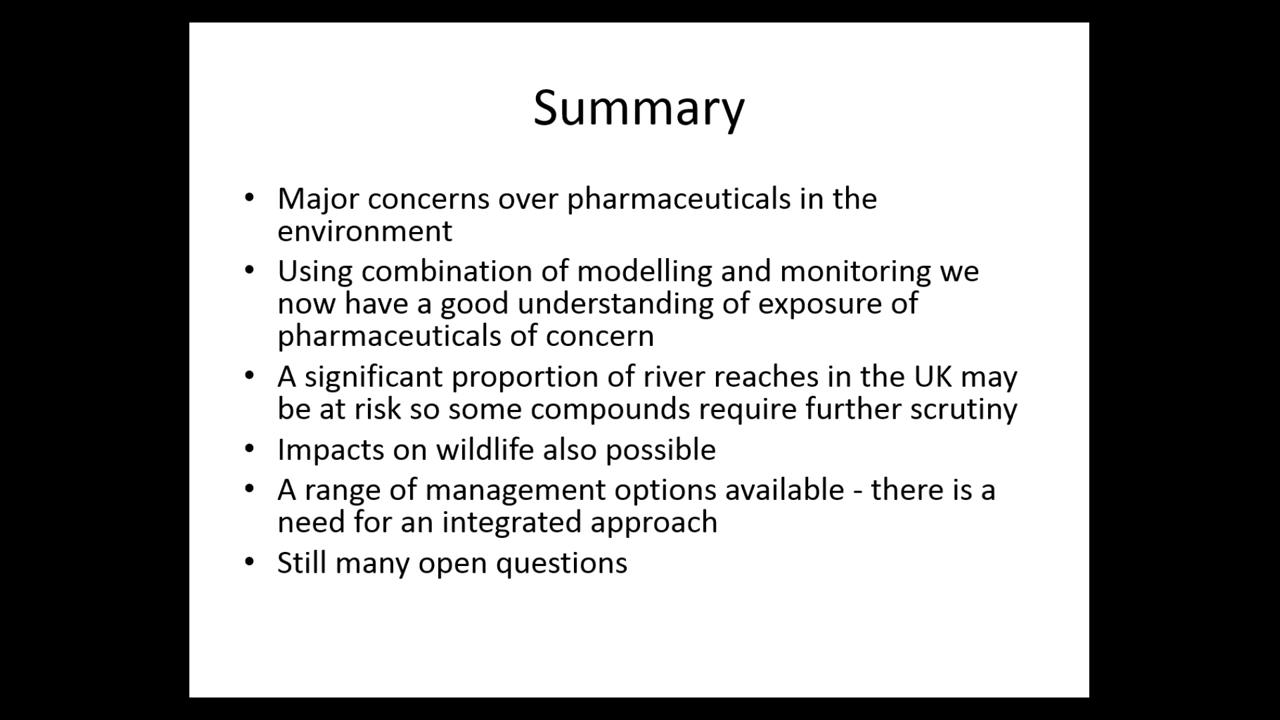 Summary
• Major concerns over pharmaceuticals in the
environment
• Using combination of modelling and monitoring we
now have a good understanding of exposure of
pharmaceuticals of concern
• A significant proportion of river reaches in the UK may
be at risk so some compounds require further scrutiny
• Impacts on wildlife also possible
• A range of management options available - there is a
need for an integrated approach
• Still many open questions